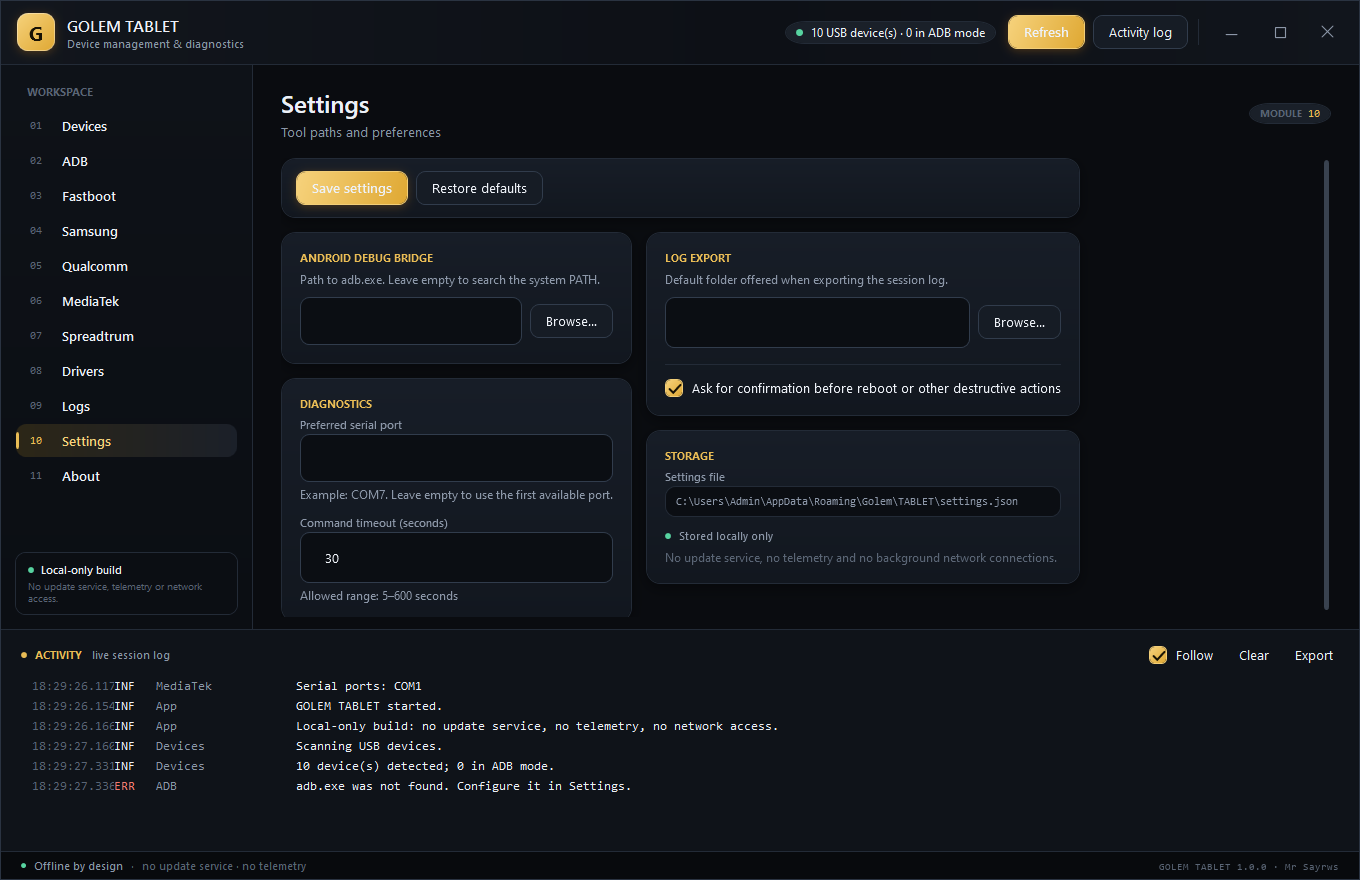 G
GOLEM TABLET
Device management & diagnostics
10 USB device(s) · 0 in ADB mode
Refresh
Activity log
WORKSPACE
01 Devices
02 ADB
03 Fastboot
04 Samsung
05 Qualcomm
06 MediaTek
07 Spreadtrum
08 Drivers
09 Logs
10 Settings
11 About
Local-only build
No update service, telemetry or network
access.
Settings
Tool paths and preferences
MODULE 10
Save settings
Restore defaults
ANDROID DEBUG BRIDGE
Path to adb.exe. Leave empty to search the system PATH.
Browse...
DIAGNOSTICS
Preferred serial port
Example: COM7. Leave empty to use the first available port.
Command timeout (seconds)
30
Allowed range: 5–600 seconds
LOG EXPORT
Default folder offered when exporting the session log.
Browse...
Ask for confirmation before reboot or other destructive actions
STORAGE
Settings file
C:\Users\Admin\AppData\Roaming\Golem\TABLET\settings.json
Stored locally only
No update service, no telemetry and no background network connections.
ACTIVITY live session log
Follow
Clear
Export
18:29:26.117 INF MediaTek Serial ports: COM1
18:29:26.154 INF App GOLEM TABLET started.
18:29:26.166 INF App Local-only build: no update service, no telemetry, no network access.
18:29:27.166 INF Devices Scanning USB devices.
18:29:27.331 INF Devices 10 device(s) detected; 0 in ADB mode.
18:29:27.336 ERR ADB adb.exe was not found. Configure it in Settings.
Offline by design · no update service · no telemetry
GOLEM TABLET 1.0.0 · Mr Sayrws